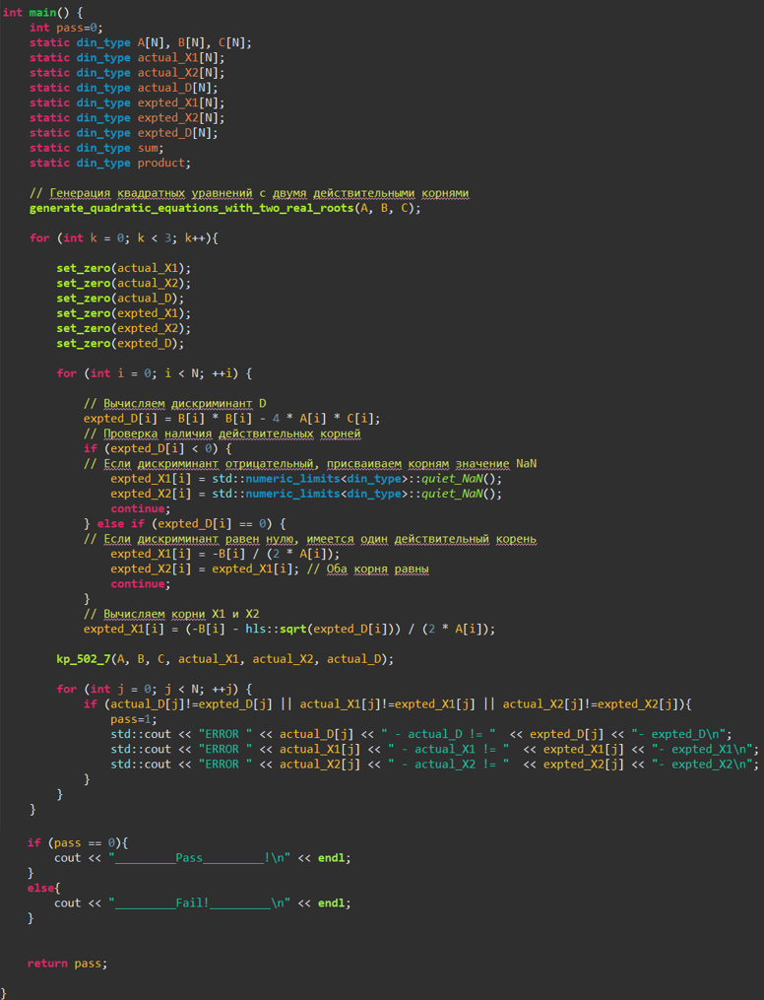 int main() {
    int pass=0;
    static din_type A[N], B[N], C[N];
    static din_type actual_X1[N];
    static din_type actual_X2[N];
    static din_type actual_D[N];
    static din_type expted_X1[N];
    static din_type expted_X2[N];
    static din_type expted_D[N];
    static din_type sum;
    static din_type product;

    // Генерация квадратных уравнений с двумя действительными корнями
    generate_quadratic_equations_with_two_real_roots(A, B, C);

    for (int k = 0; k < 3; k++){

        set_zero(actual_X1);
        set_zero(actual_X2);
        set_zero(actual_D);
        set_zero(expted_X1);
        set_zero(expted_X2);
        set_zero(expted_D);

        for (int i = 0; i < N; ++i) {

            // Вычисляем дискриминант D
            expted_D[i] = B[i] * B[i] - 4 * A[i] * C[i];
            // Проверка наличия действительных корней
            if (expted_D[i] < 0) {
            // Если дискриминант отрицательный, присваиваем корням значение NaN
                expted_X1[i] = std::numeric_limits<din_type>::quiet_NaN();
                expted_X2[i] = std::numeric_limits<din_type>::quiet_NaN();
                continue;
            } else if (expted_D[i] == 0) {
            // Если дискриминант равен нулю, имеется один действительный корень
                expted_X1[i] = -B[i] / (2 * A[i]);
                expted_X2[i] = expted_X1[i]; // Оба корня равны
                continue;
            }
            // Вычисляем корни X1 и X2
            expted_X1[i] = (-B[i] - hls::sqrt(expted_D[i])) / (2 * A[i]);

        kp_502_7(A, B, C, actual_X1, actual_X2, actual_D);

        for (int j = 0; j < N; ++j) {
            if (actual_D[j]!=expted_D[j] || actual_X1[j]!=expted_X1[j] || actual_X2[j]!=expted_X2[j]){
                pass=1;
                std::cout << "ERROR " << actual_D[j] << " - actual_D != "  << expted_D[j] << "- expted_D\n";
                std::cout << "ERROR " << actual_X1[j] << " - actual_X1 != "  << expted_X1[j] << "- expted_X1\n";
                std::cout << "ERROR " << actual_X2[j] << " - actual_X2 != "  << expted_X2[j] << "- expted_X2\n";
            }
        }
    }

    if (pass == 0){
        cout << "_________Pass_________!\n" << endl;
    }
    else{
        cout << "_________Fail!_________\n" << endl;
    }


    return pass;

}